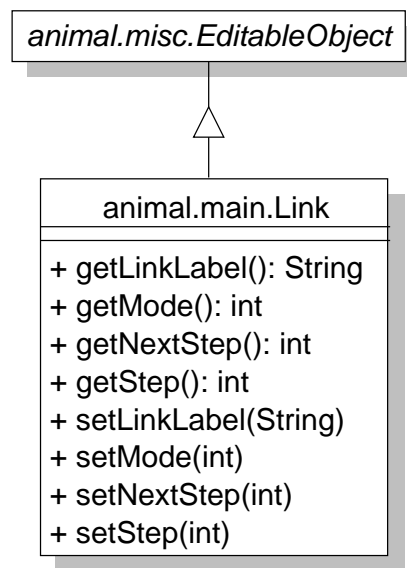 animal.misc.EditableObject
animal.main.Link
+ getLinkLabel(): String
+ getMode(): int
+ getNextStep(): int
+ getStep(): int
+ setLinkLabel(String)
+ setMode(int)
+ setNextStep(int)
+ setStep(int)